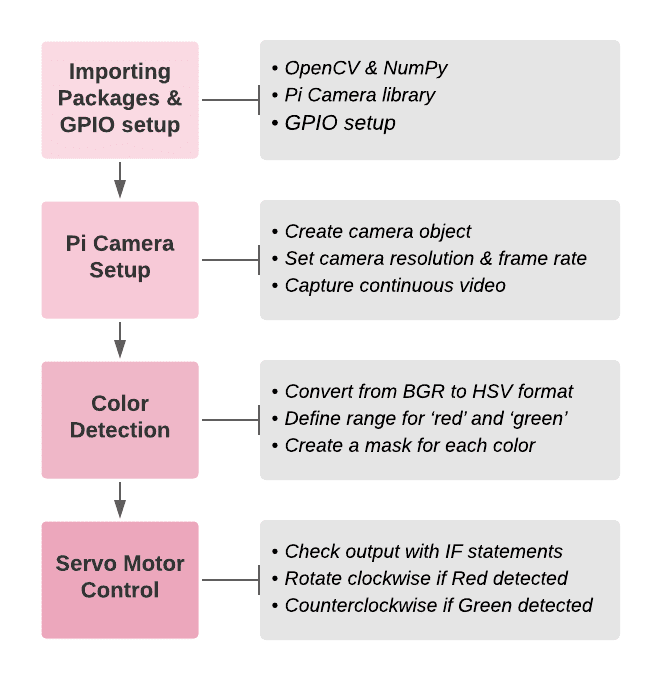 Importing
Packages &
GPIO setup
• OpenCV & NumPy
• Pi Camera library
• GPIO setup
Pi Camera
Setup
• Create camera object
• Set camera resolution & frame rate
• Capture continuous video
Color
Detection
• Convert from BGR to HSV format
• Define range for ‘red’ and ‘green’
• Create a mask for each color
Servo Motor
Control
• Check output with IF statements
• Rotate clockwise if Red detected
• Counterclockwise if Green detected